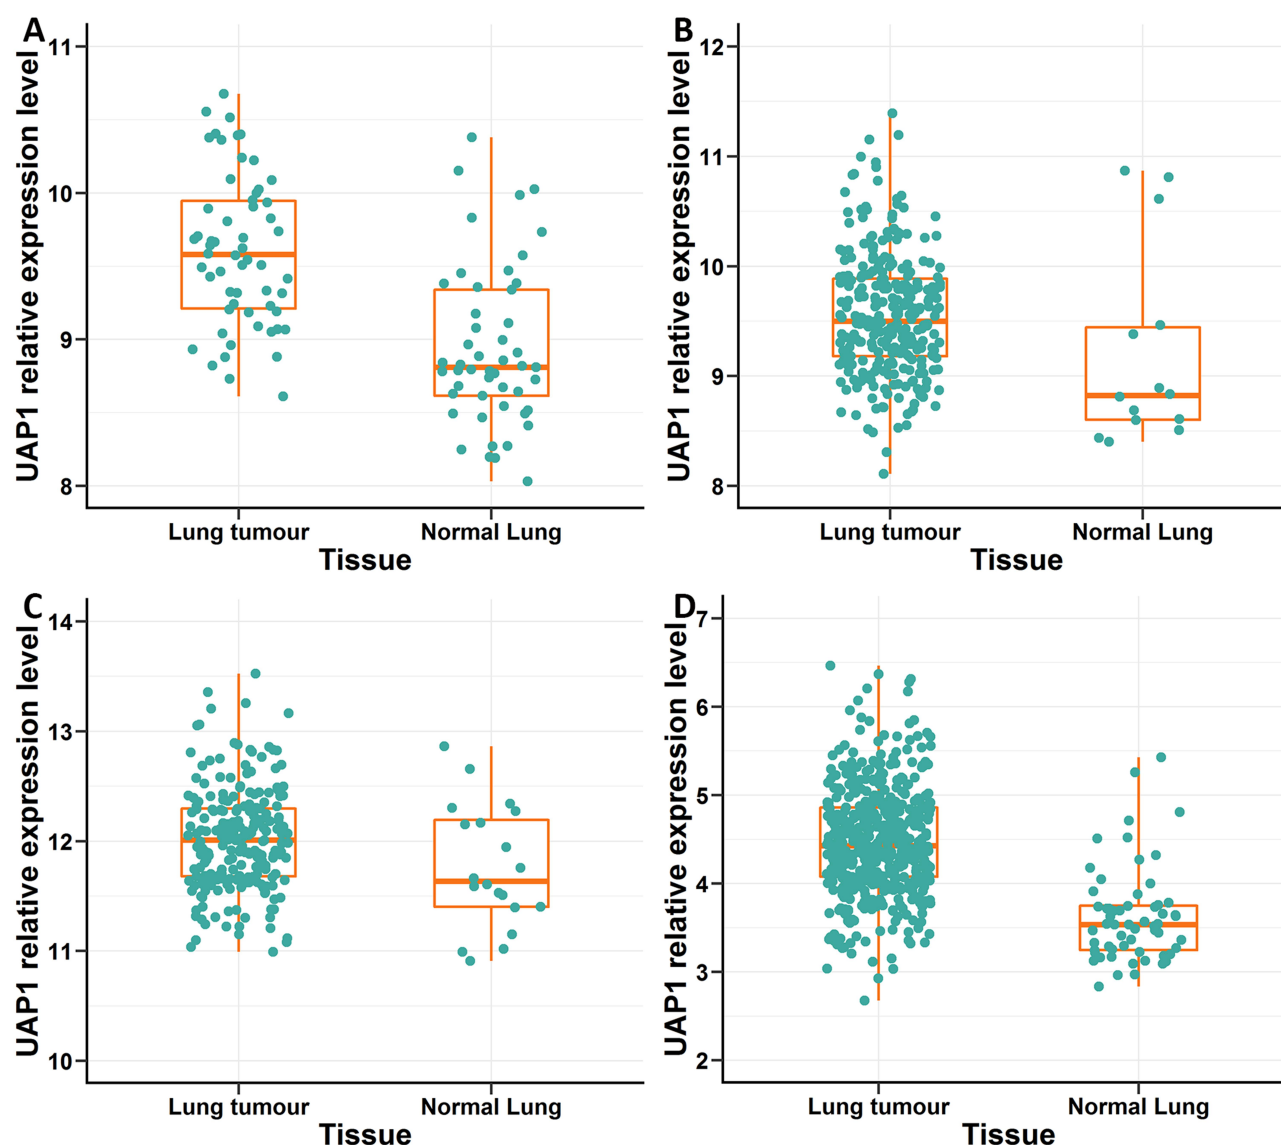 A
UAP1 relative expression level
11
10
9
8
Lung tumour Normal Lung
Tissue
B
UAP1 relative expression level
12
11
10
9
8
Lung tumour Normal Lung
Tissue
C
UAP1 relative expression level
14
13
12
11
10
Lung tumour Normal Lung
Tissue
D
UAP1 relative expression level
7
6
5
4
3
2
Lung tumour Normal Lung
Tissue